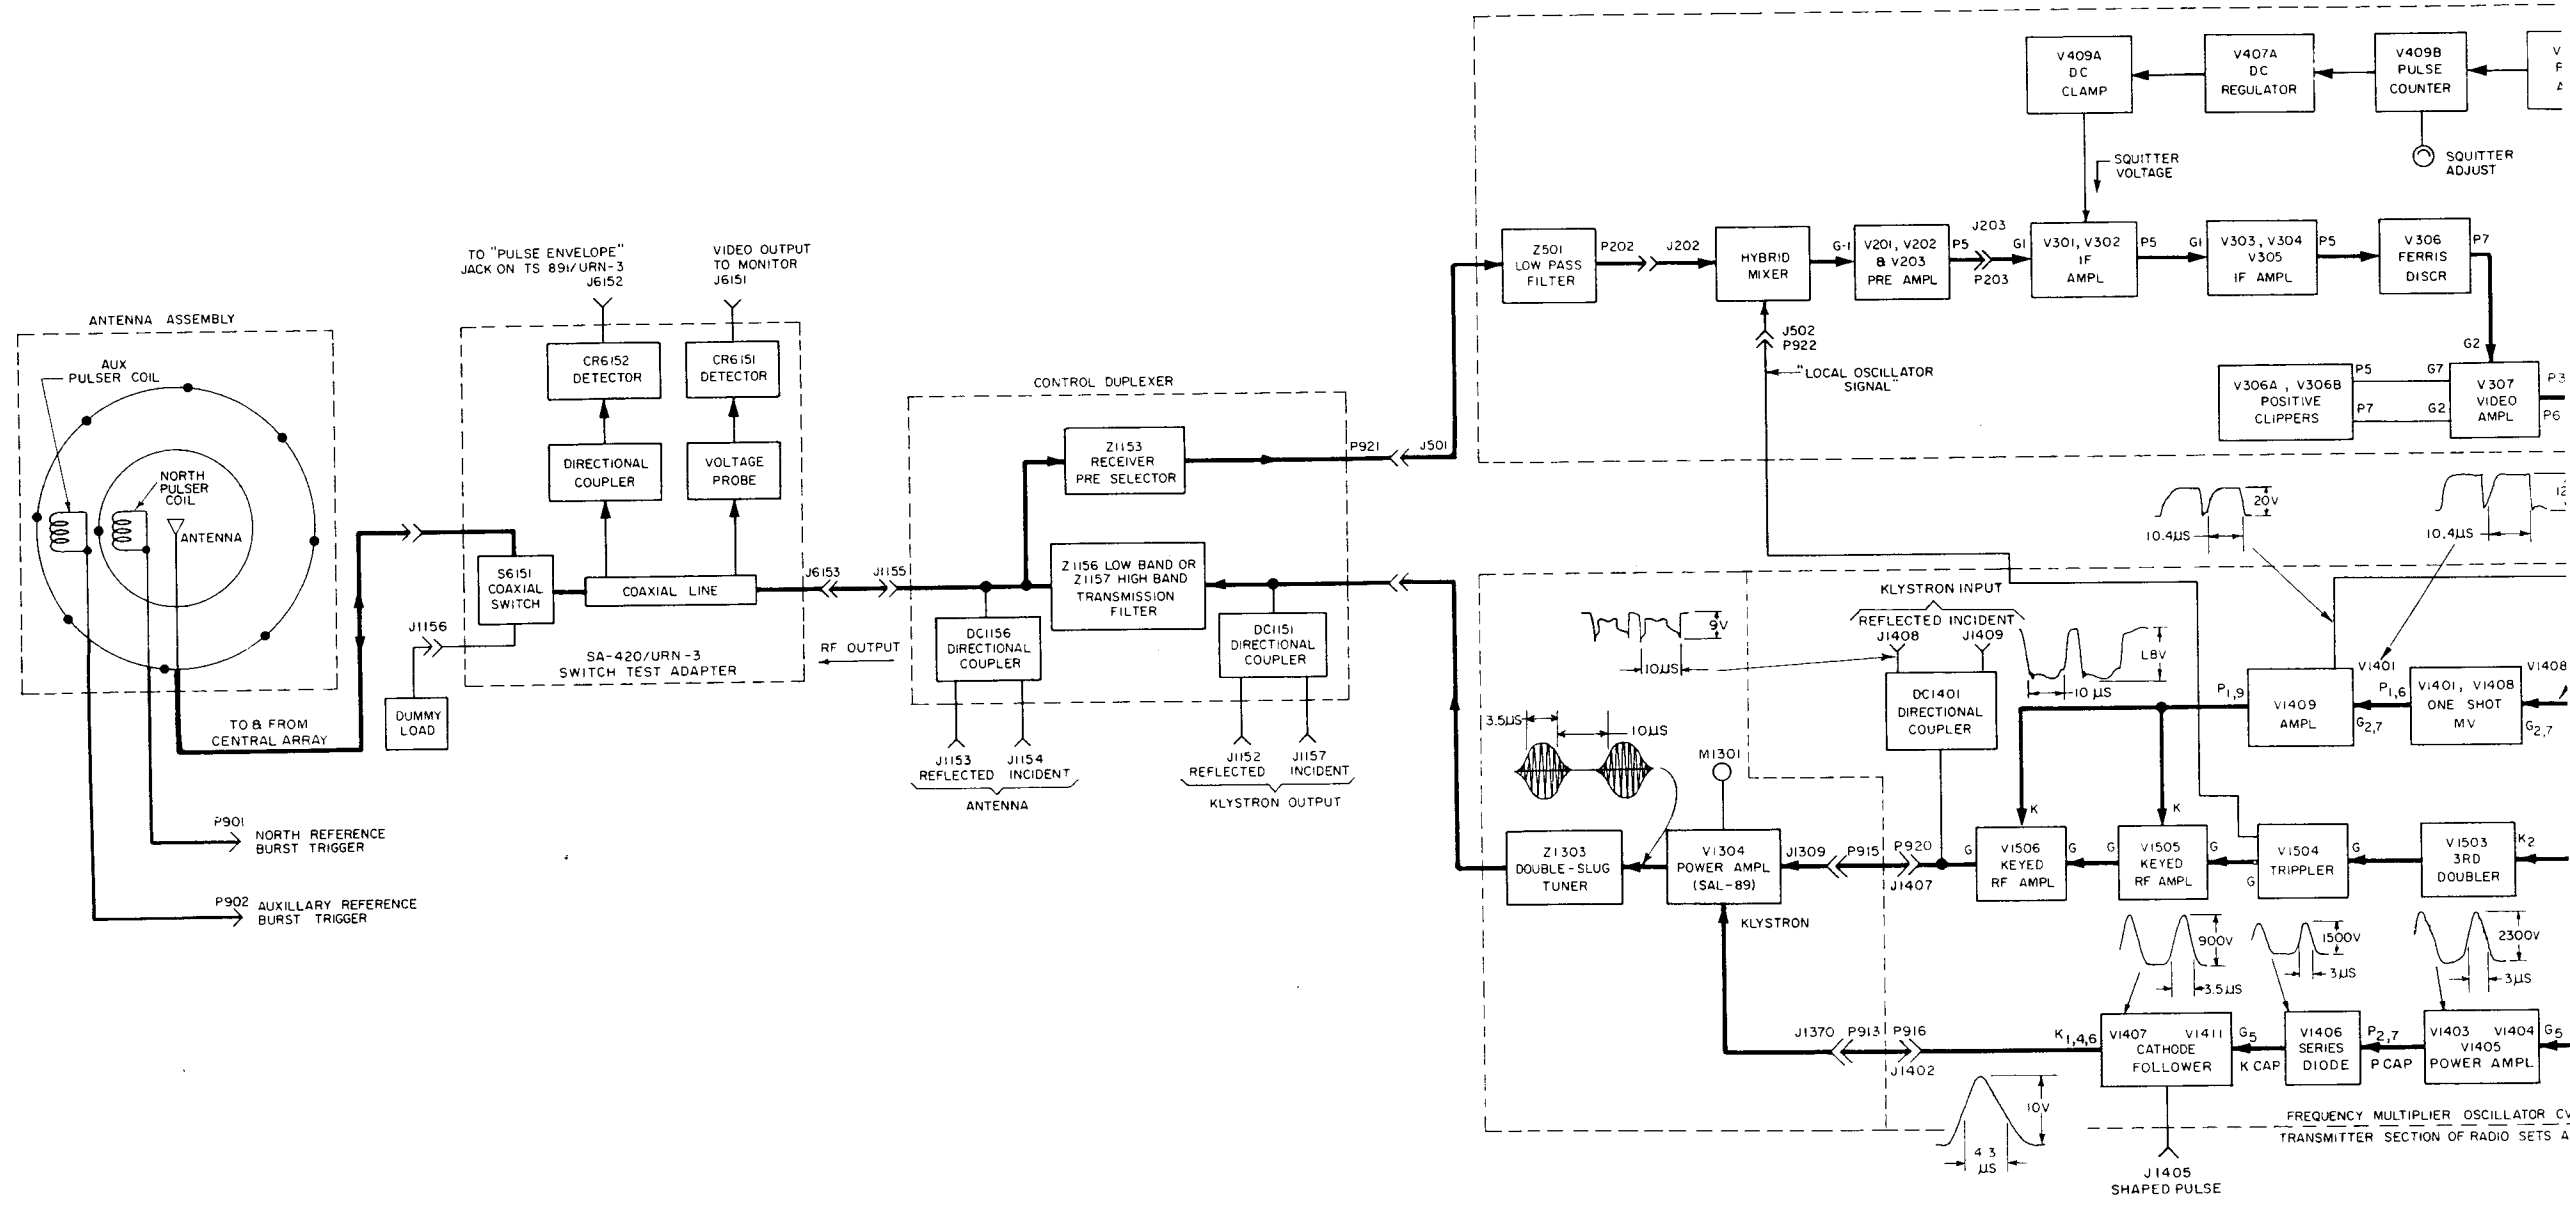 ANTENNA ASSEMBLY
AUX
PULSER COIL
NORTH
PULSER
COIL
ANTENNA
TO & FROM
CENTRAL ARRAY
P901
NORTH REFERENCE
BURST TRIGGER
P902
AUXILLARY REFERENCE
BURST TRIGGER
TO "PULSE ENVELOPE"
JACK ON TS 891/URN-3
J6152
VIDEO OUTPUT
TO MONITOR
J6151
CR6152
DETECTOR
CR6151
DETECTOR
DIRECTIONAL
COUPLER
VOLTAGE
PROBE
S6151
COAXIAL
SWITCH
COAXIAL LINE
J1156
DUMMY
LOAD
SA-420/URN-3
SWITCH TEST ADAPTER
J6153
J1155
RF OUTPUT
CONTROL DUPLEXER
Z1153
RECEIVER
PRE SELECTOR
Z1156 LOW BAND OR
Z1157 HIGH BAND
TRANSMISSION
FILTER
DC1156
DIRECTIONAL
COUPLER
DC1151
DIRECTIONAL
COUPLER
J1153
REFLECTED
J1154
INCIDENT
ANTENNA
J1152
REFLECTED
J1157
INCIDENT
KLYSTRON OUTPUT
P921
J501
V409A
DC
CLAMP
V407A
DC
REGULATOR
V409B
PULSE
COUNTER
SQUITTER
VOLTAGE
SQUITTER
ADJUST
Z501
LOW PASS
FILTER
P202
J202
HYBRID
MIXER
G-1
V201, V202
& V203
PRE AMPL
P5
J203
P203
G1
V301, V302
IF
AMPL
P5
G1
V303, V304
V305
IF AMPL
P5
V306
FERRIS
DISCR
P7
J502
P922
"LOCAL OSCILLATOR
SIGNAL"
G2
V306A , V306B
POSITIVE
CLIPPERS
P5
G7
P7
G2
V307
VIDEO
AMPL
P3
P6
20V
10.4µS
12
10.4µS
9V
10µS
KLYSTRON INPUT
REFLECTED INCIDENT
J1408
J1409
L8V
10 µS
DC1401
DIRECTIONAL
COUPLER
P1,9
V1409
AMPL
V1401
P1,6
G2,7
V1401, V1408
ONE SHOT
MV
V1408
G2,7
3.5µS
10µS
M1301
Z1303
DOUBLE-SLUG
TUNER
V1304
POWER AMPL
(SAL-89)
KLYSTRON
J1309
P915
P920
J1407
G
V1506
KEYED
RF AMPL
K
G
G
V1505
KEYED
RF AMPL
K
G
G
V1504
TRIPPLER
G
V1503
3RD
DOUBLER
K2
900V
3.5µS
1500V
3µS
2300V
3µS
J1370
P913
P916
J1402
K1,4,6
V1407 V1411
CATHODE
FOLLOWER
G5
K CAP
V1406
SERIES
DIODE
P2,7
P CAP
V1403 V1404
V1405
POWER AMPL
G5
10V
4 3
µS
J1405
SHAPED PULSE
FREQUENCY MULTIPLIER OSCILLATOR CV
TRANSMITTER SECTION OF RADIO SETS A